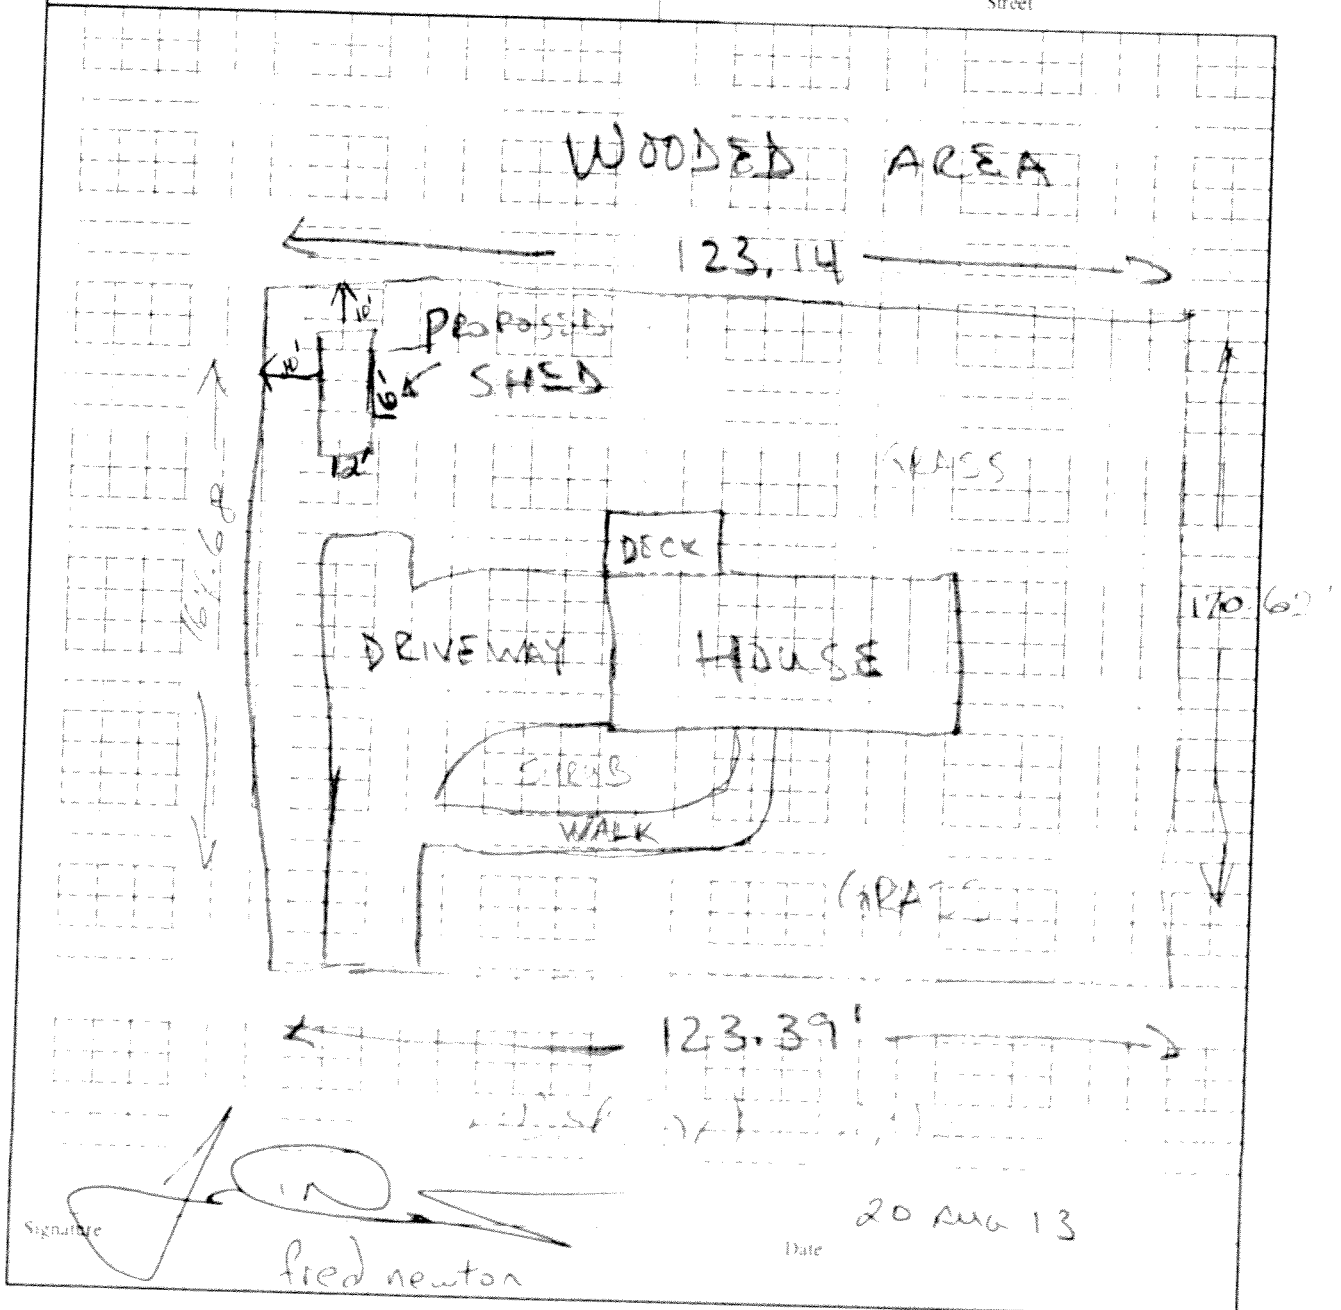 Street
WOODED AREA
123.14
10'
PROPOSED
10'
SHED
16'
12'
GRASS
167.68
DECK
DRIVEWAY
HOUSE
170.62'
SHRUB
WALK
GRASS
123.39'
20 AUG 13
Signature
Date
fred newton